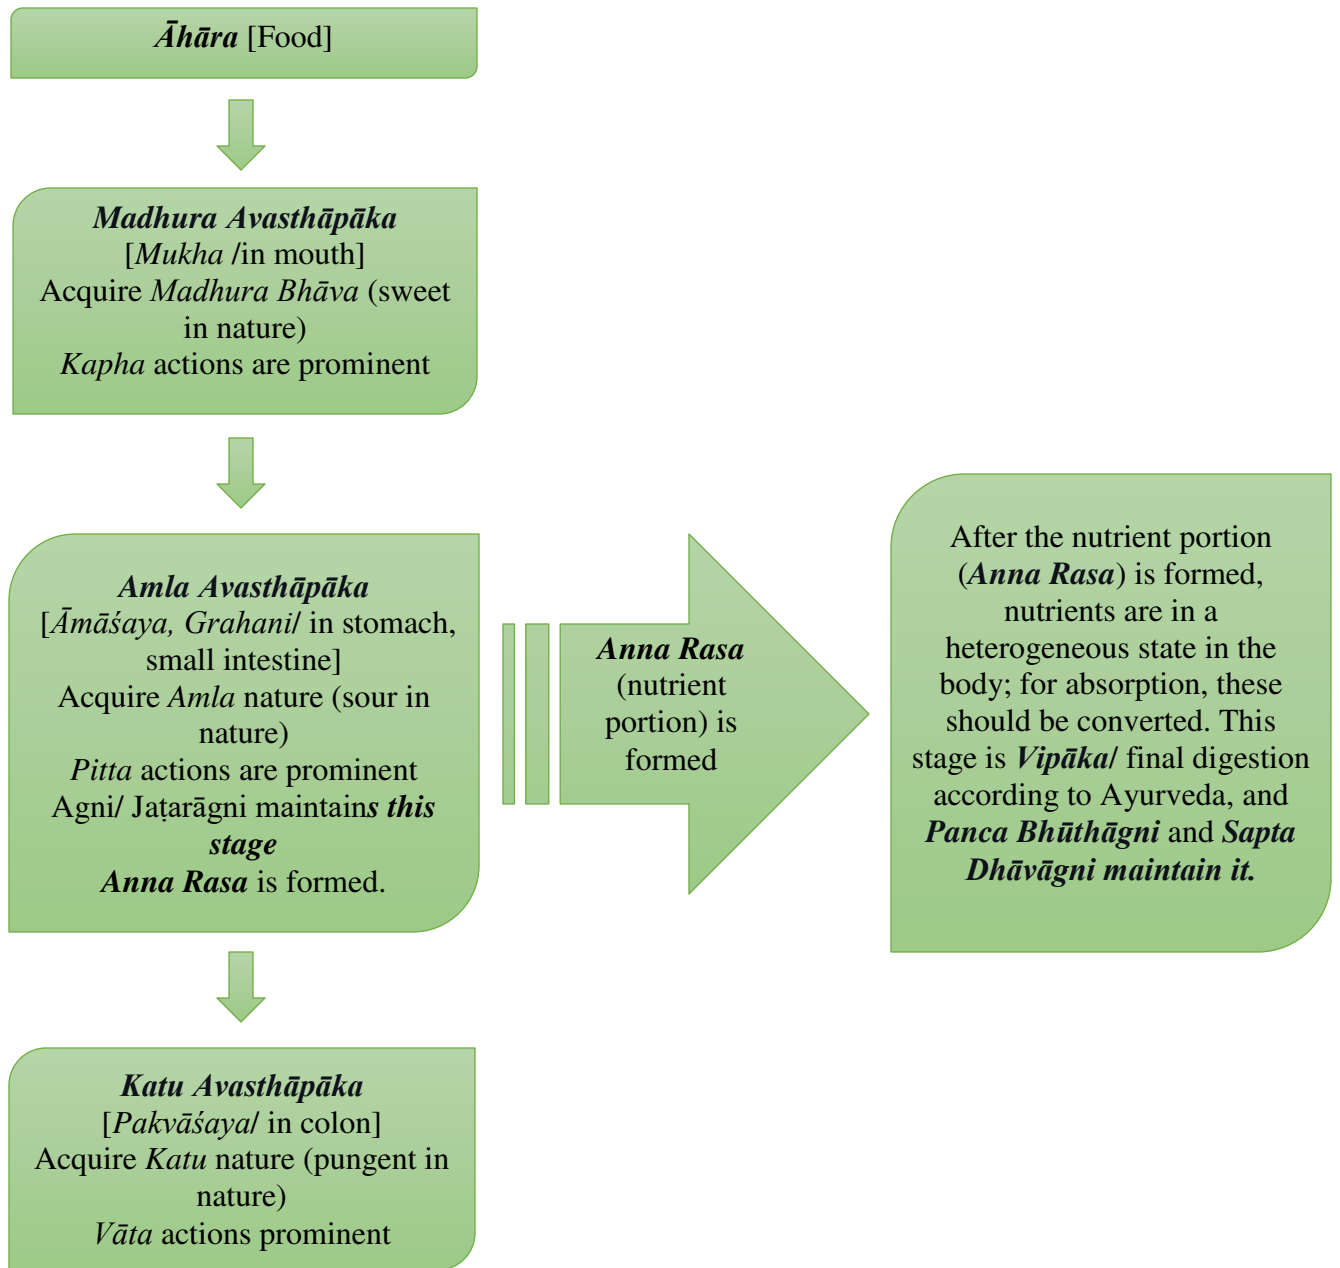 Āhāra [Food]
Madhura Avasthāpāka
[Mukha /in mouth]
Acquire Madhura Bhāva (sweet
in nature)
Kapha actions are prominent
Amla Avasthāpāka
[Āmāśaya, Grahani/ in stomach,
small intestine]
Acquire Amla nature (sour in
nature)
Pitta actions are prominent
Agni/ Jaṭarāgni maintains this
stage
Anna Rasa is formed.
Anna Rasa
(nutrient
portion) is
formed
After the nutrient portion
(Anna Rasa) is formed,
nutrients are in a
heterogeneous state in the
body; for absorption, these
should be converted. This
stage is Vipāka/ final digestion
according to Ayurveda, and
Panca Bhūthāgni and Sapta
Dhāvāgni maintain it.
Katu Avasthāpāka
[Pakvāśaya/ in colon]
Acquire Katu nature (pungent in
nature)
Vāta actions prominent